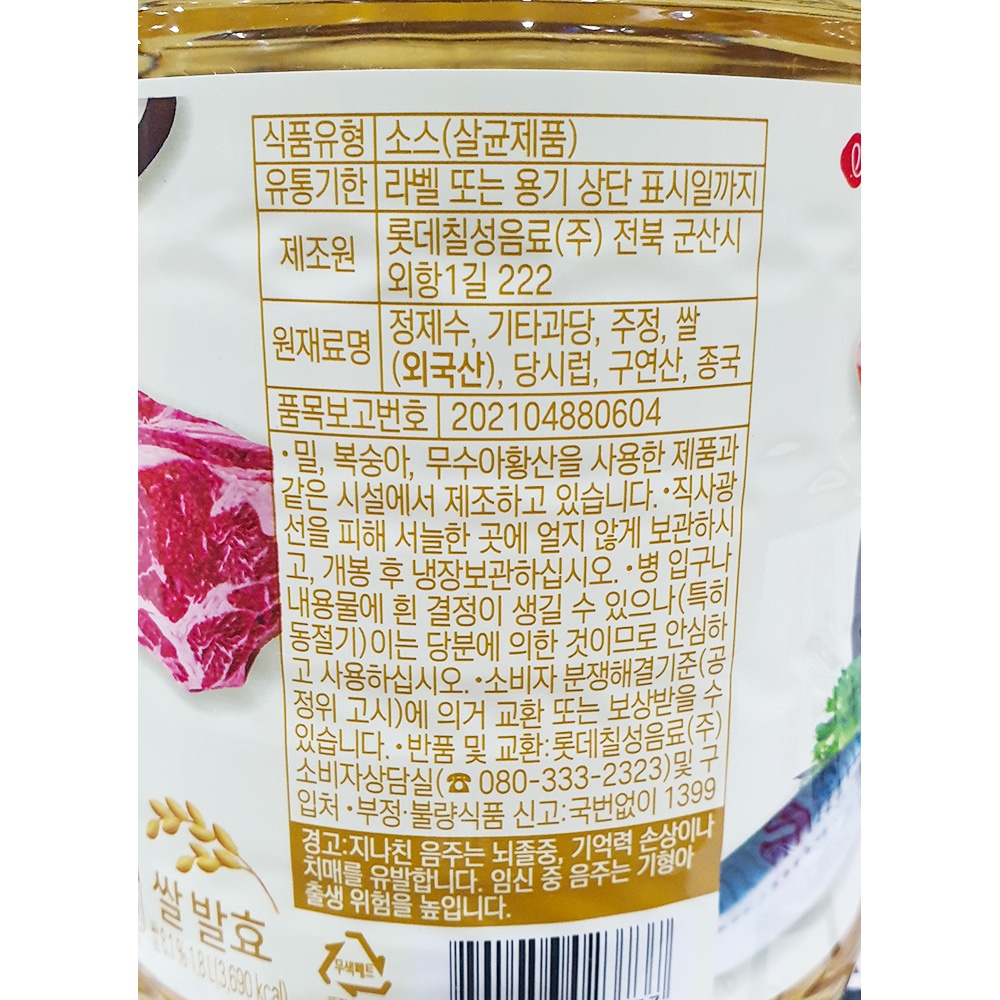 식품유형 소스(살균제품)
유통기한 라벨 또는 용기 상단 표시일까지
제조원 롯데칠성음료(주) 전북 군산시
외항1길 222
원재료명 정제수, 기타과당, 주정, 쌀
(외국산), 당시럽, 구연산, 종국
품목보고번호 202104880604
•밀, 복숭아, 무수아황산을 사용한 제품과
같은 시설에서 제조하고 있습니다. •직사광
선을 피해 서늘한 곳에 얼지 않게 보관하시
고, 개봉 후 냉장보관하십시오. •병 입구나
내용물에 흰 결정이 생길 수 있으나(특히
동절기)이는 당분에 의한 것이므로 안심하
고 사용하십시오. •소비자 분쟁해결기준(공
정위 고시)에 의거 교환 또는 보상받을 수
있습니다. •반품 및 교환:롯데칠성음료(주)
소비자상담실(☎ 080-333-2323)및 구
입처 •부정·불량식품 신고:국번없이 1399
경고:지나친 음주는 뇌졸중, 기억력 손상이나
치매를 유발합니다. 임신 중 음주는 기형아
출생 위험을 높입니다.
쌀발효
1.8 L(3,690 kcal)
무색페트